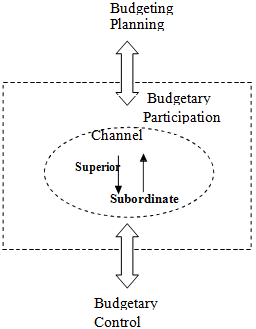 Budgeting
Planning
Budgetary
Participation
Channel
Superior
Subordinate
Budgetary
Control